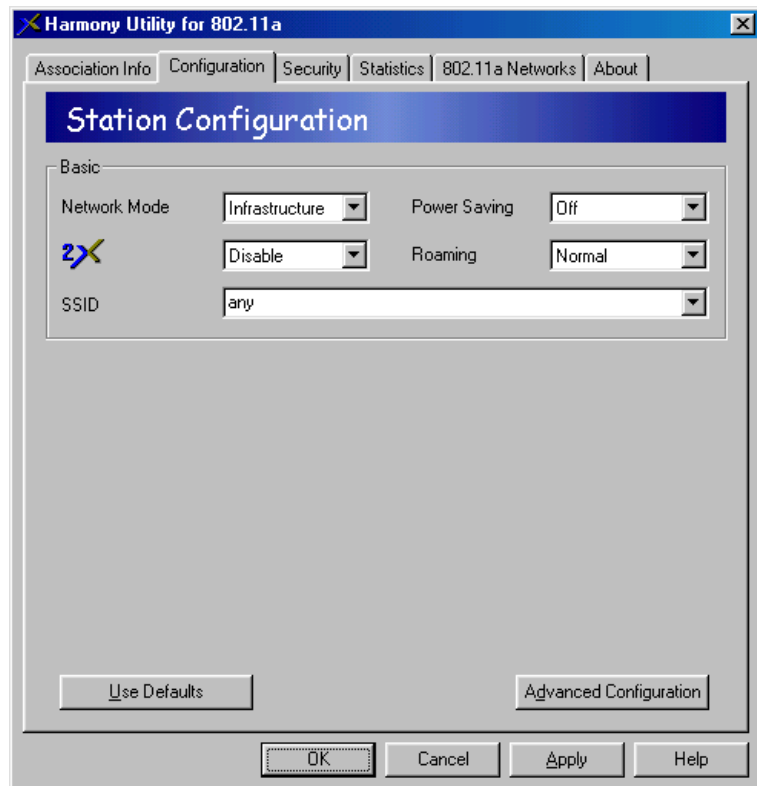 Harmony Utility for 802.11a
Association Info Configuration Security Statistics 802.11a Networks About
Station Configuration
Basic
Network Mode Infrastructure Power Saving Off
2X Disable Roaming Normal
SSID any
Use Defaults Advanced Configuration
OK Cancel Apply Help